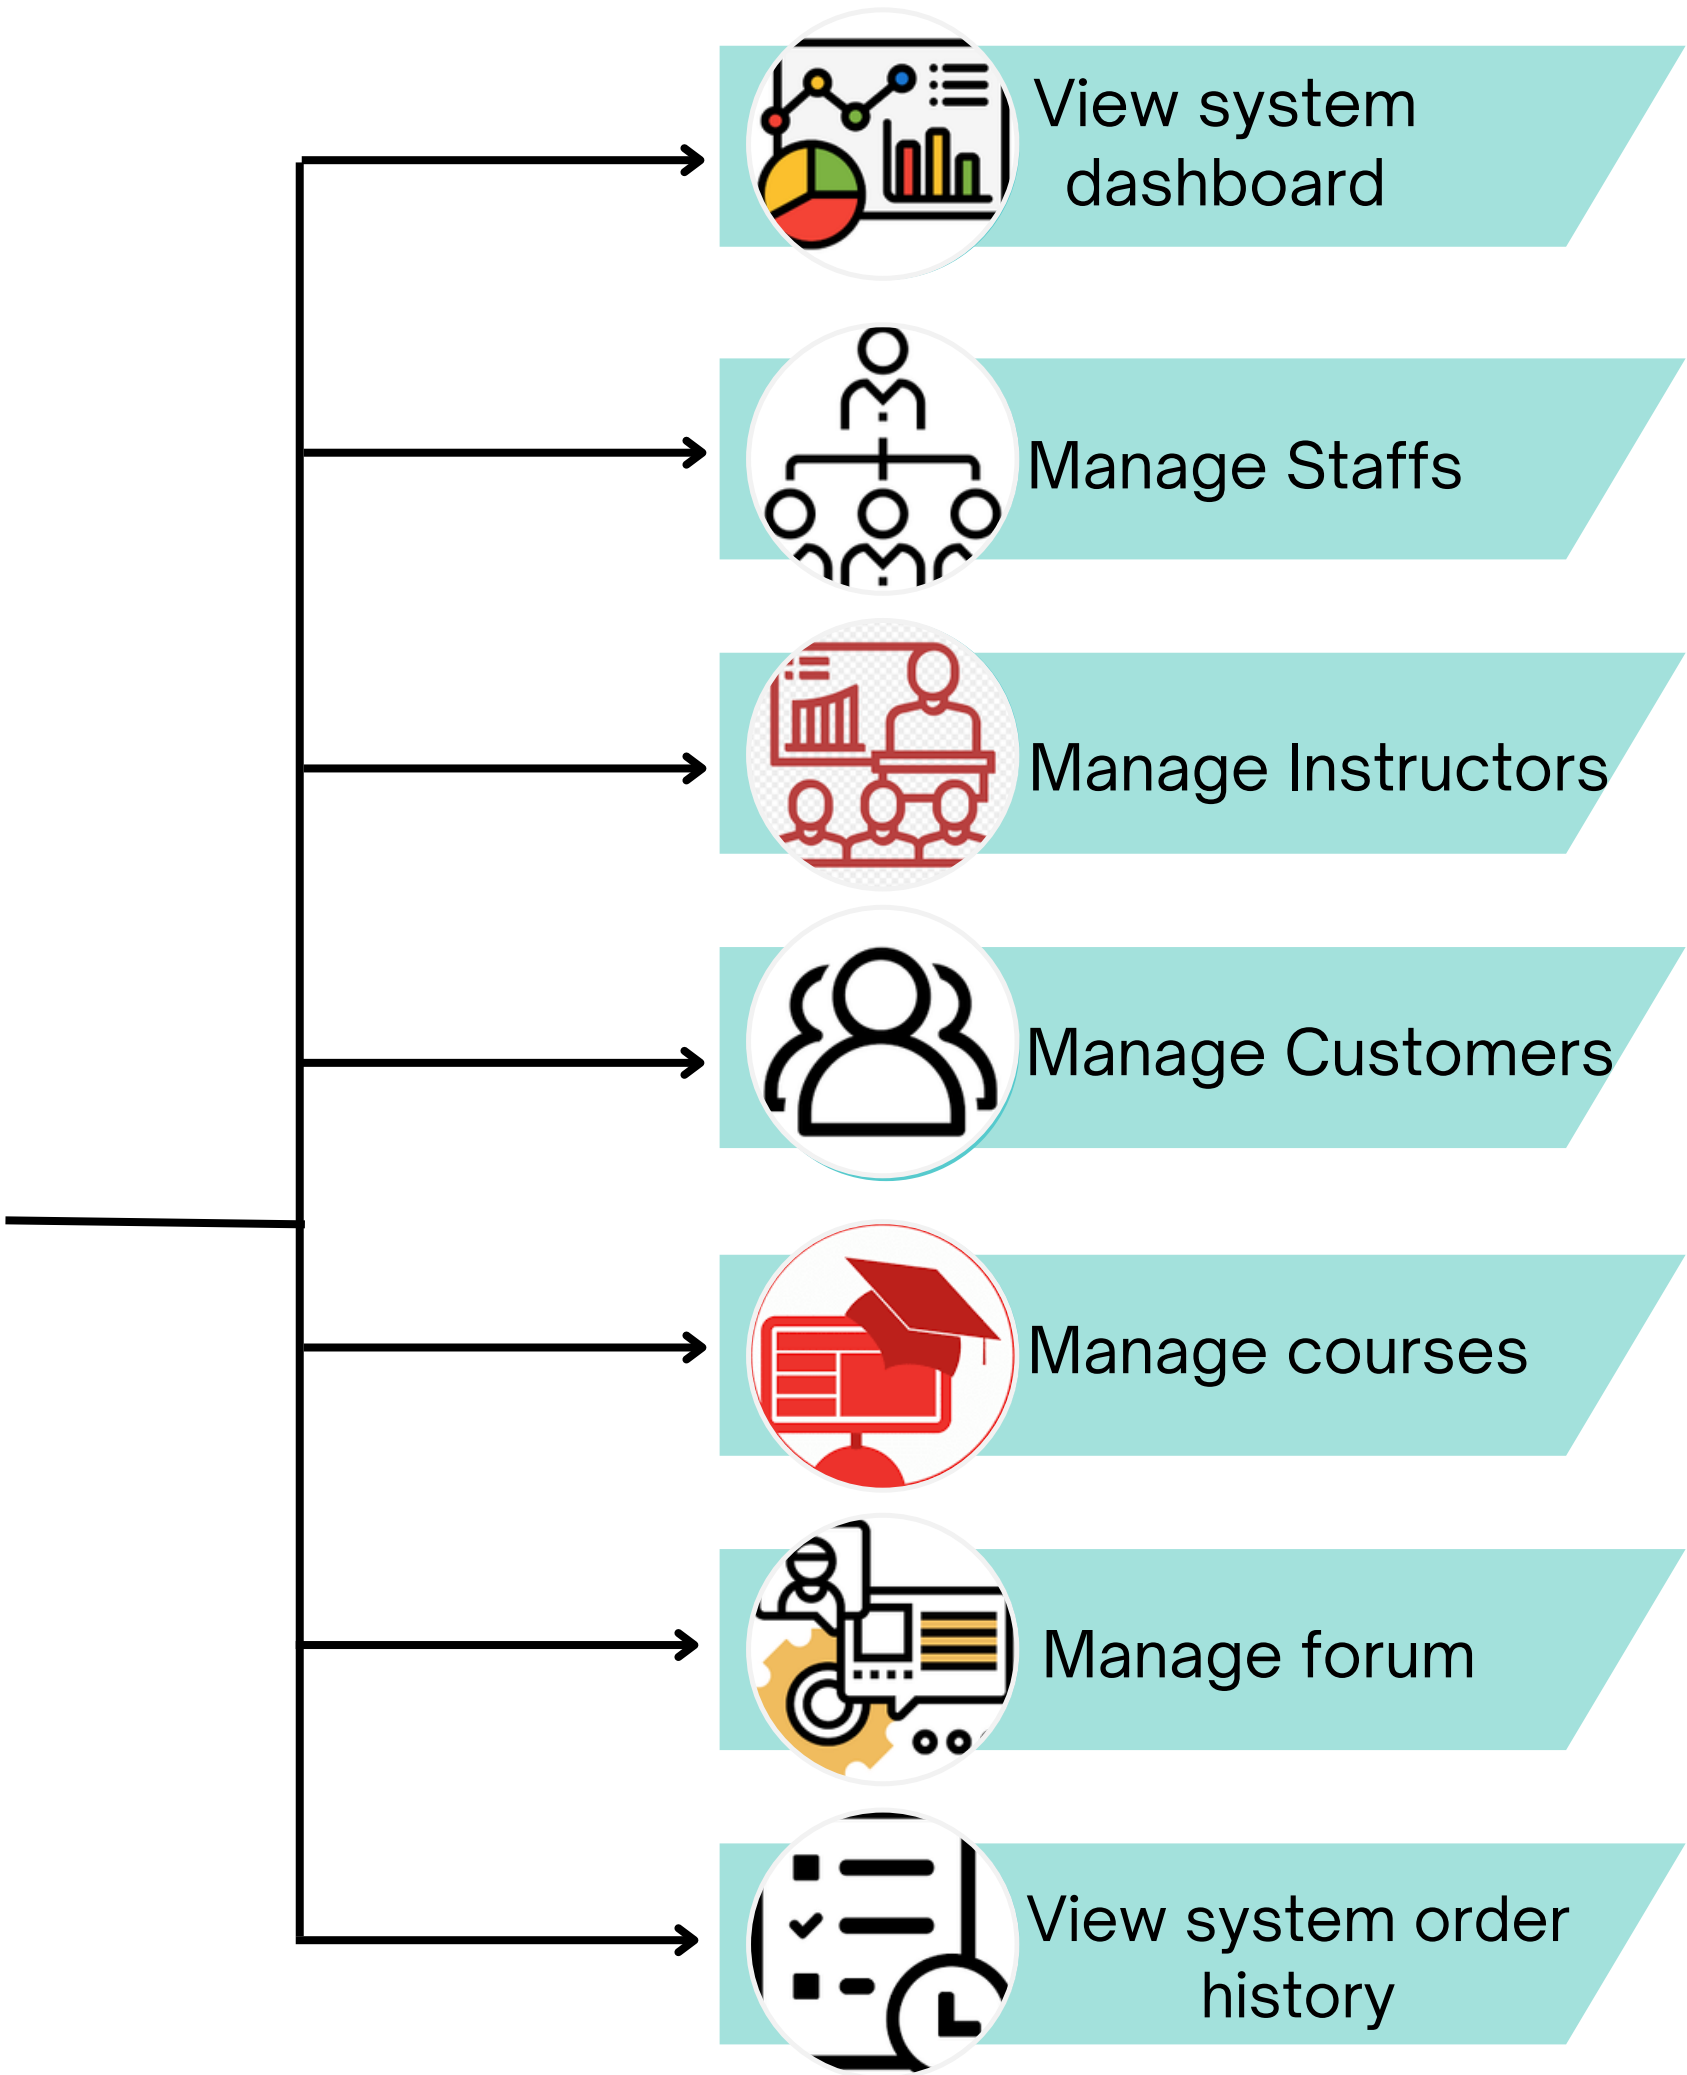 View system
dashboard
Manage Staffs
Manage Instructors
Manage Customers
Manage courses
Manage forum
View system order
history